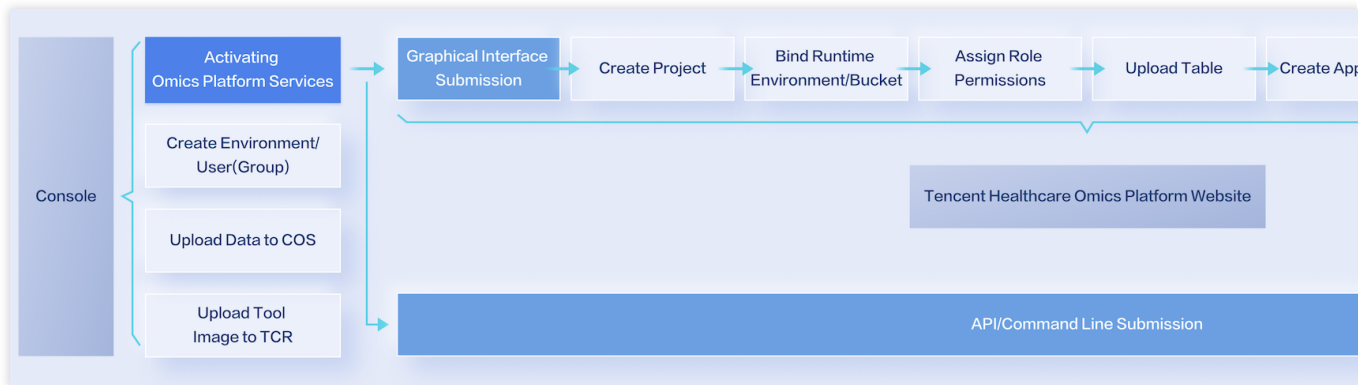 Console
Activating
Omics Platform Services
Create Environment/
User(Group)
Upload Data to COS
Upload Tool
Image to TCR
Graphical Interface
Submission
Create Project
Bind Runtime
Environment/Bucket
Assign Role
Permissions
Upload Table
Create App
Tencent Healthcare Omics Platform Website
API/Command Line Submission